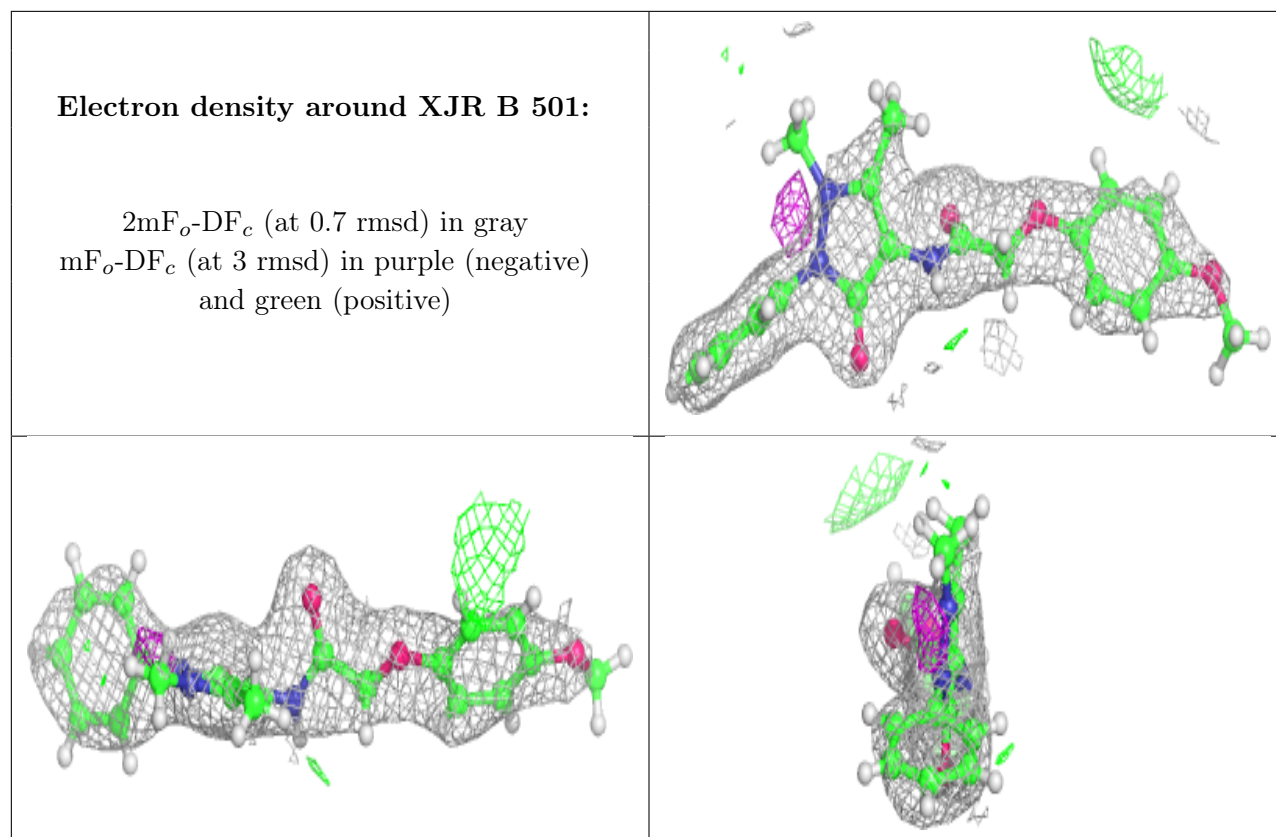 Electron density around XJR B 501:
2mFₒ-DF𝒸 (at 0.7 rmsd) in gray
mFₒ-DF𝒸 (at 3 rmsd) in purple (negative)
and green (positive)